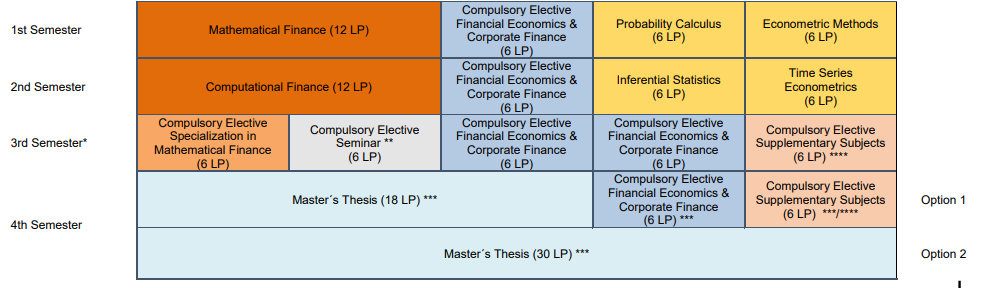 1st Semester
Mathematical Finance (12 LP)
Compulsory Elective
Financial Economics &
Corporate Finance
(6 LP)
Probability Calculus
(6 LP)
Econometric Methods
(6 LP)
2nd Semester
Computational Finance (12 LP)
Compulsory Elective
Financial Economics &
Corporate Finance
(6 LP)
Inferential Statistics
(6 LP)
Time Series
Econometrics
(6 LP)
3rd Semester*
Compulsory Elective
Specialization in
Mathematical Finance
(6 LP)
Compulsory Elective
Seminar **
(6 LP)
Compulsory Elective
Financial Economics &
Corporate Finance
(6 LP)
Compulsory Elective
Financial Economics &
Corporate Finance
(6 LP)
Compulsory Elective
Supplementary Subjects
(6 LP) ****
4th Semester
Master´s Thesis (18 LP) ***
Compulsory Elective
Financial Economics &
Corporate Finance
(6 LP) ***
Compulsory Elective
Supplementary Subjects
(6 LP) ***/****
Option 1
Master´s Thesis (30 LP) ***
Option 2